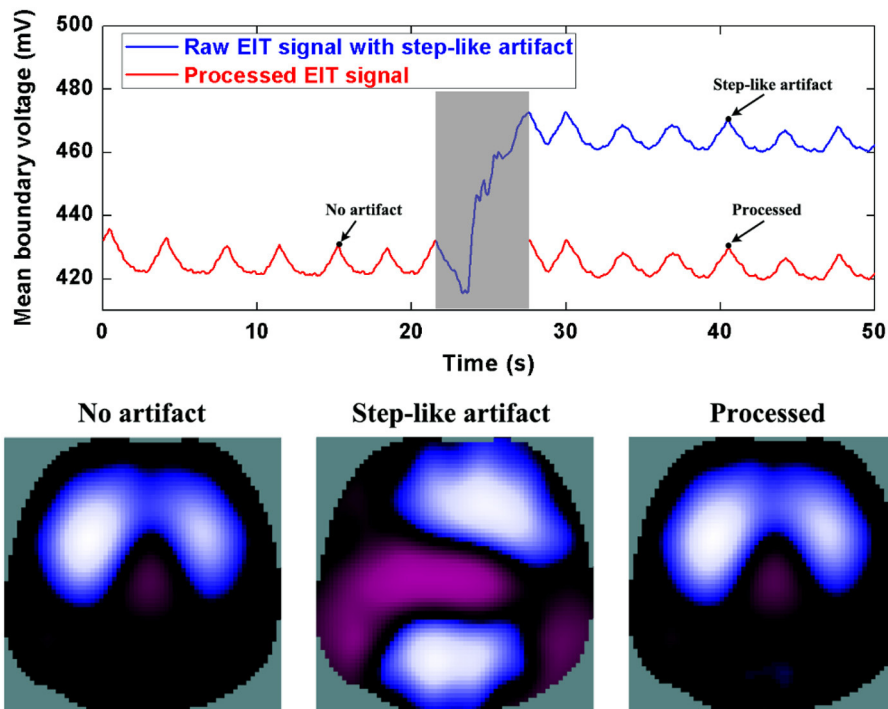 Mean boundary voltage (mV)
500
480
460
440
420
Raw EIT signal with step-like artifact
Processed EIT signal
Step-like artifact
No artifact
Processed
0 10 20 30 40 50
Time (s)
No artifact Step-like artifact Processed